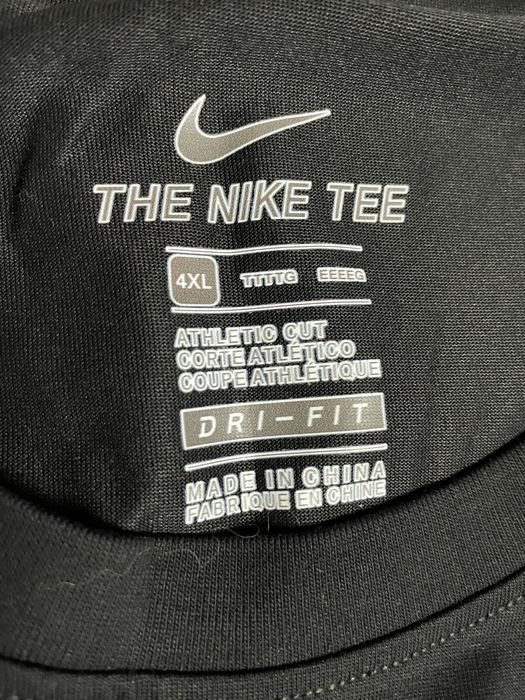 THE NIKE TEE
4XL TTTTG EEEEG
ATHLETIC CUT
CORTE ATLÉTICO
COUPE ATHLÉTIQUE
DRI-FIT
MADE IN CHINA
FABRIQUE EN CHINE